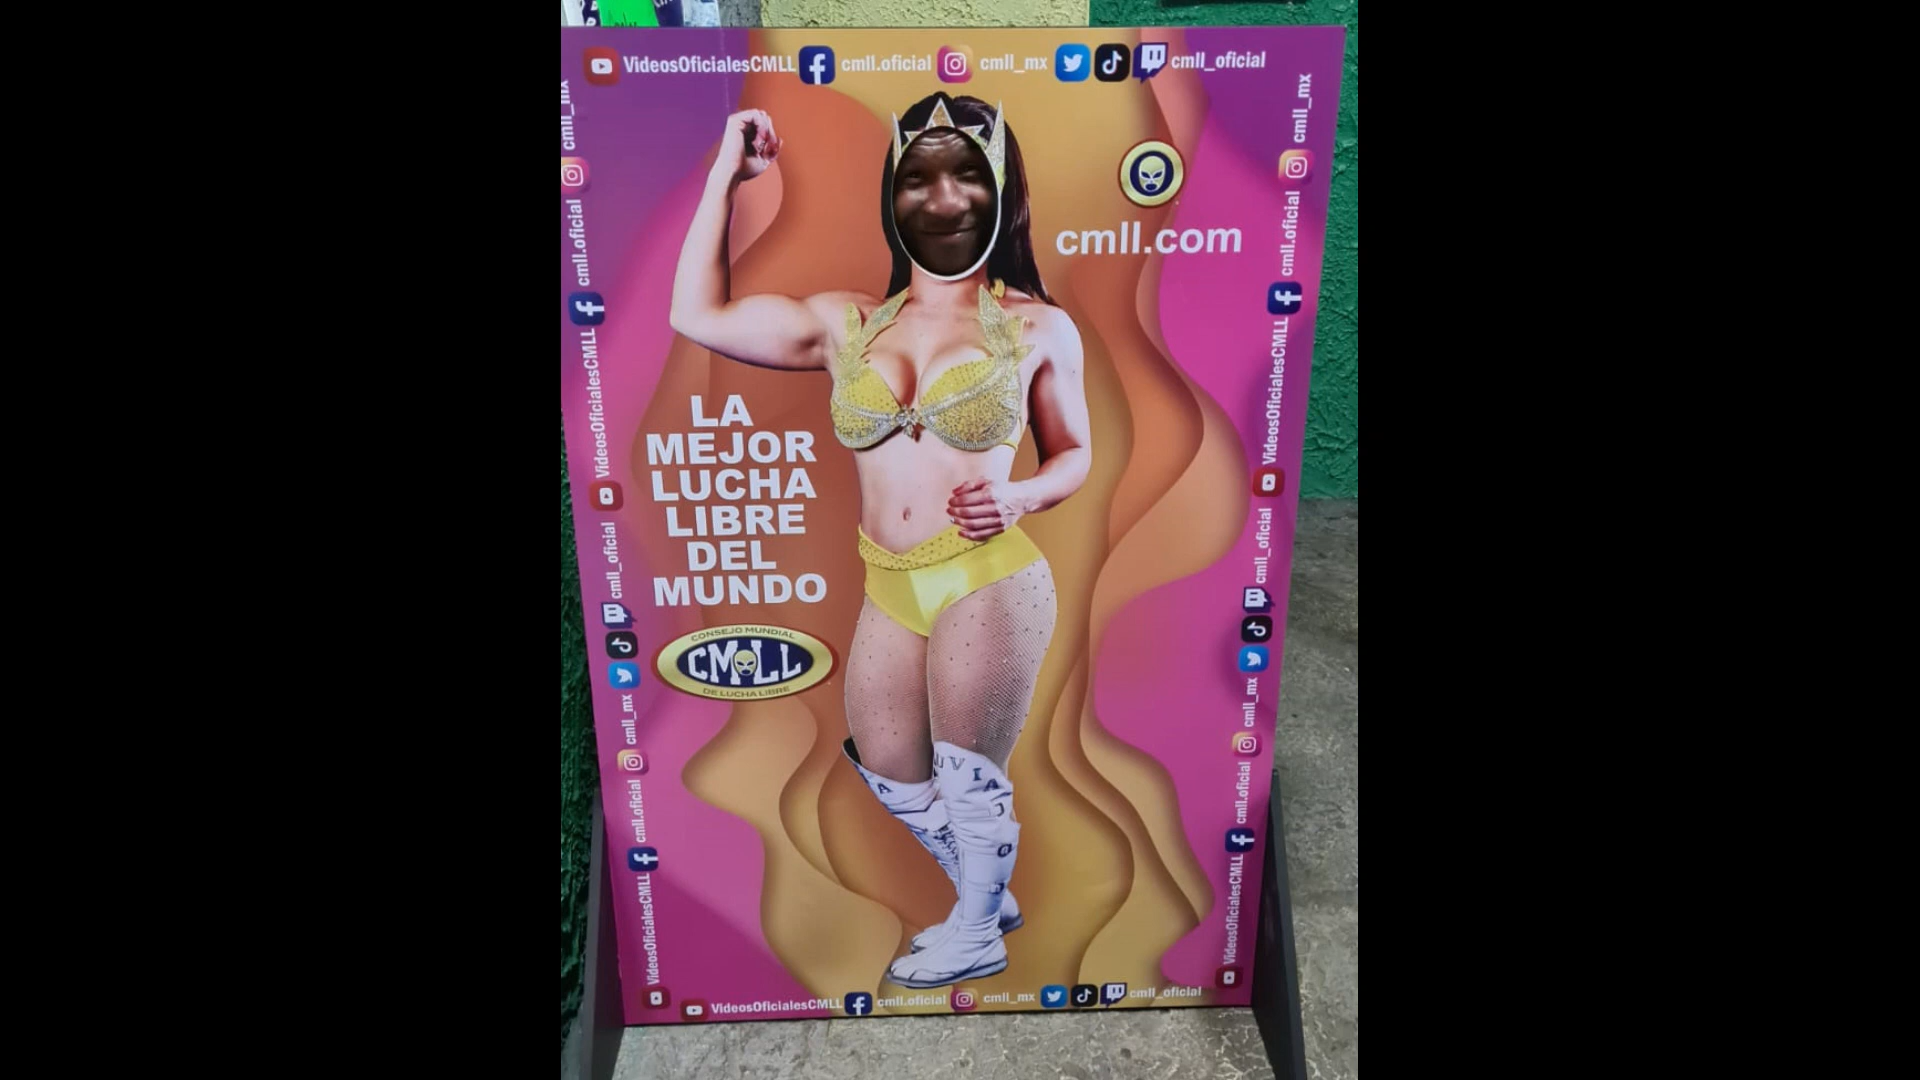 VideosOficialesCMLL cmll.oficial cmll_mx cmll_oficial
cmll_mx
cmll.oficial
VideosOficialesCMLL
cmll_oficial
cmll_mx
cmll.oficial
VideosOficialesCMLL
cmll.com
LA
MEJOR
LUCHA
LIBRE
DEL
MUNDO
CONSEJO MUNDIAL
CMLL
DE LUCHA LIBRE
cmll_mx
cmll.oficial
VideosOficialesCMLL
cmll_oficial
cmll_mx
cmll.oficial
VideosOficialesCMLL
VideosOficialesCMLL cmll.oficial cmll_mx cmll_oficial